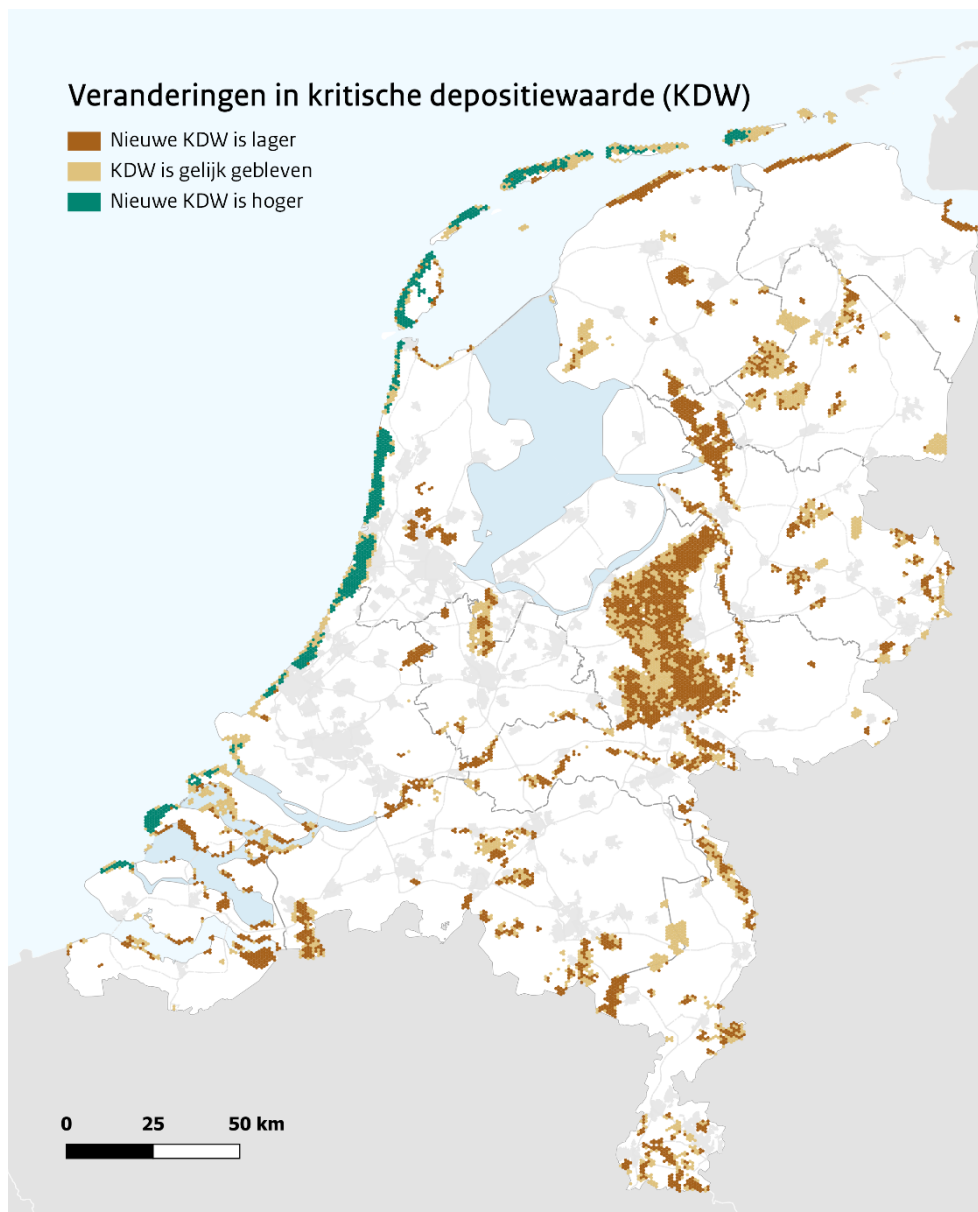 Veranderingen in kritische depositiewaarde (KDW)
Nieuwe KDW is lager
KDW is gelijk gebleven
Nieuwe KDW is hoger
0 25 50 km